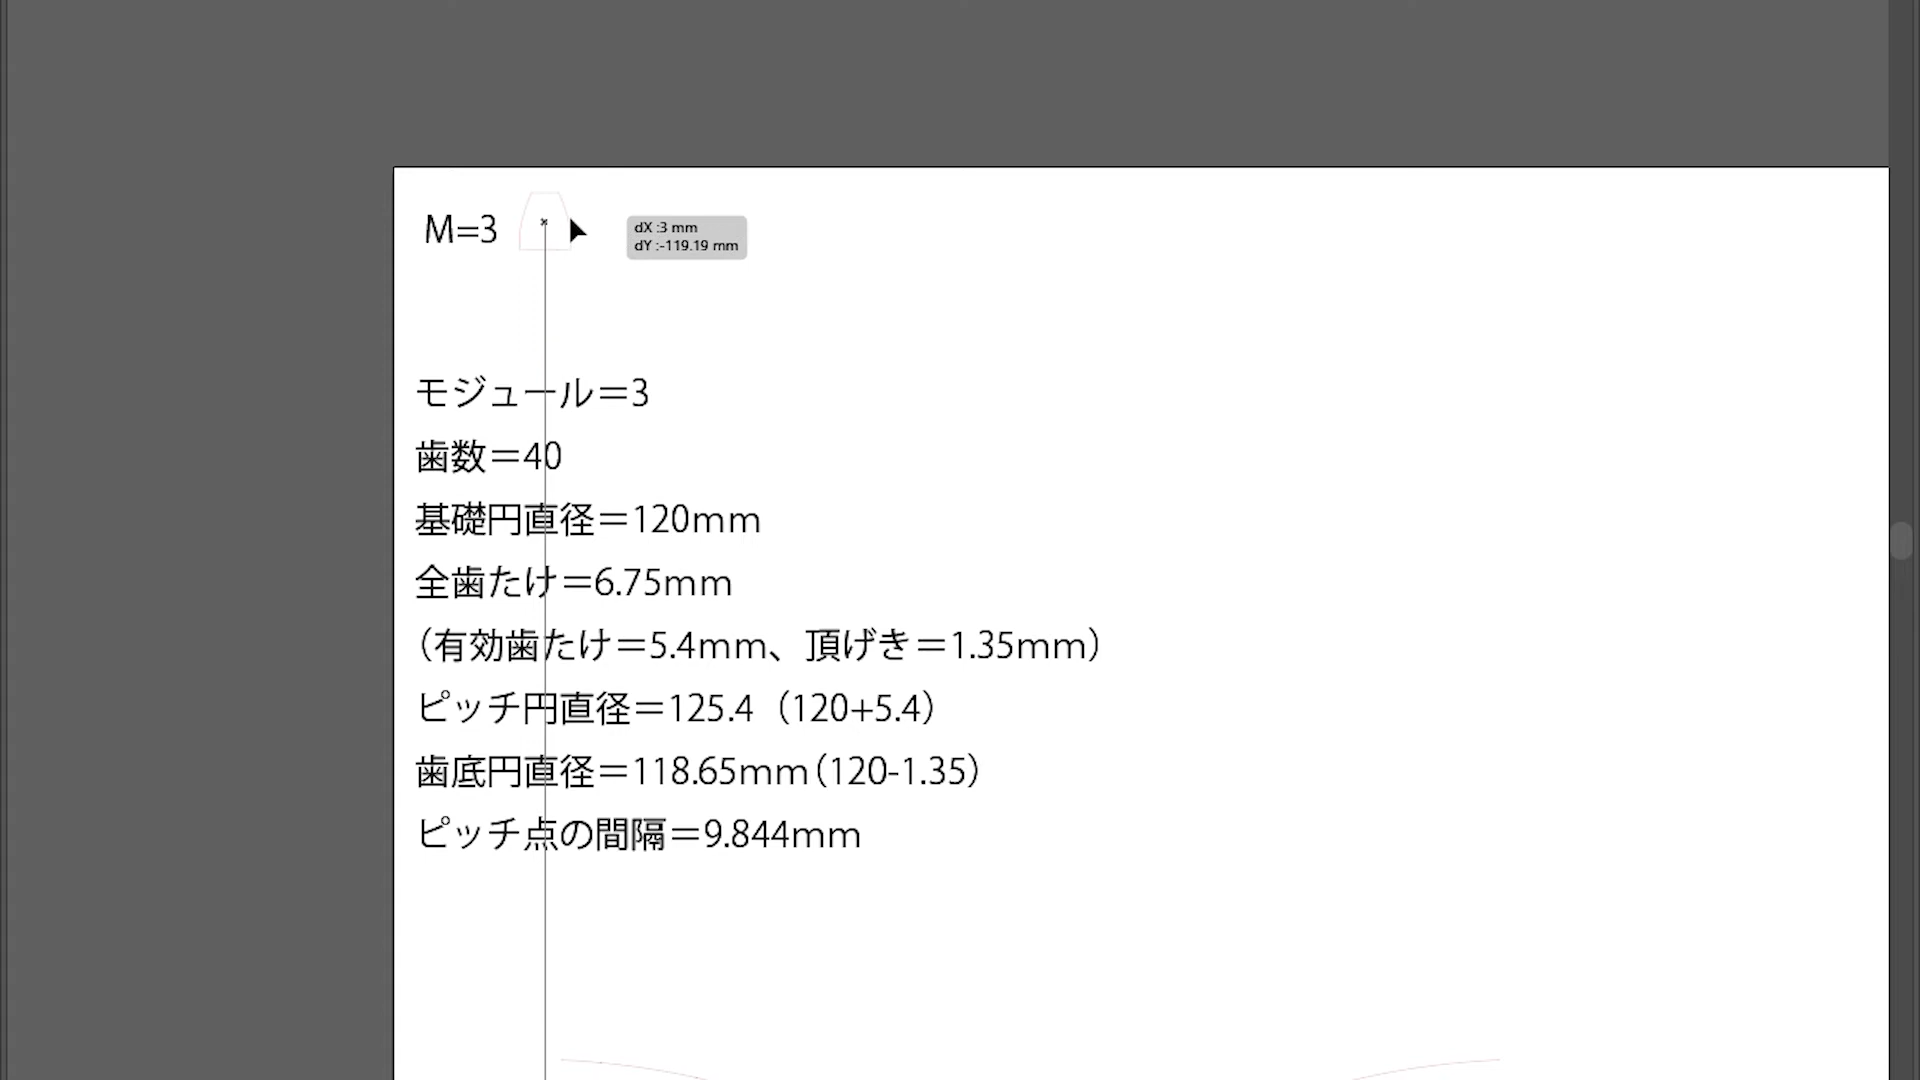 M=3
dX :3 mm
dY :-119.19 mm
モジュール＝3
歯数＝40
基礎円直径＝120mm
全歯たけ＝6.75mm
（有効歯たけ＝5.4mm、頂げき＝1.35mm）
ピッチ円直径＝125.4（120+5.4）
歯底円直径＝118.65mm（120-1.35）
ピッチ点の間隔＝9.844mm